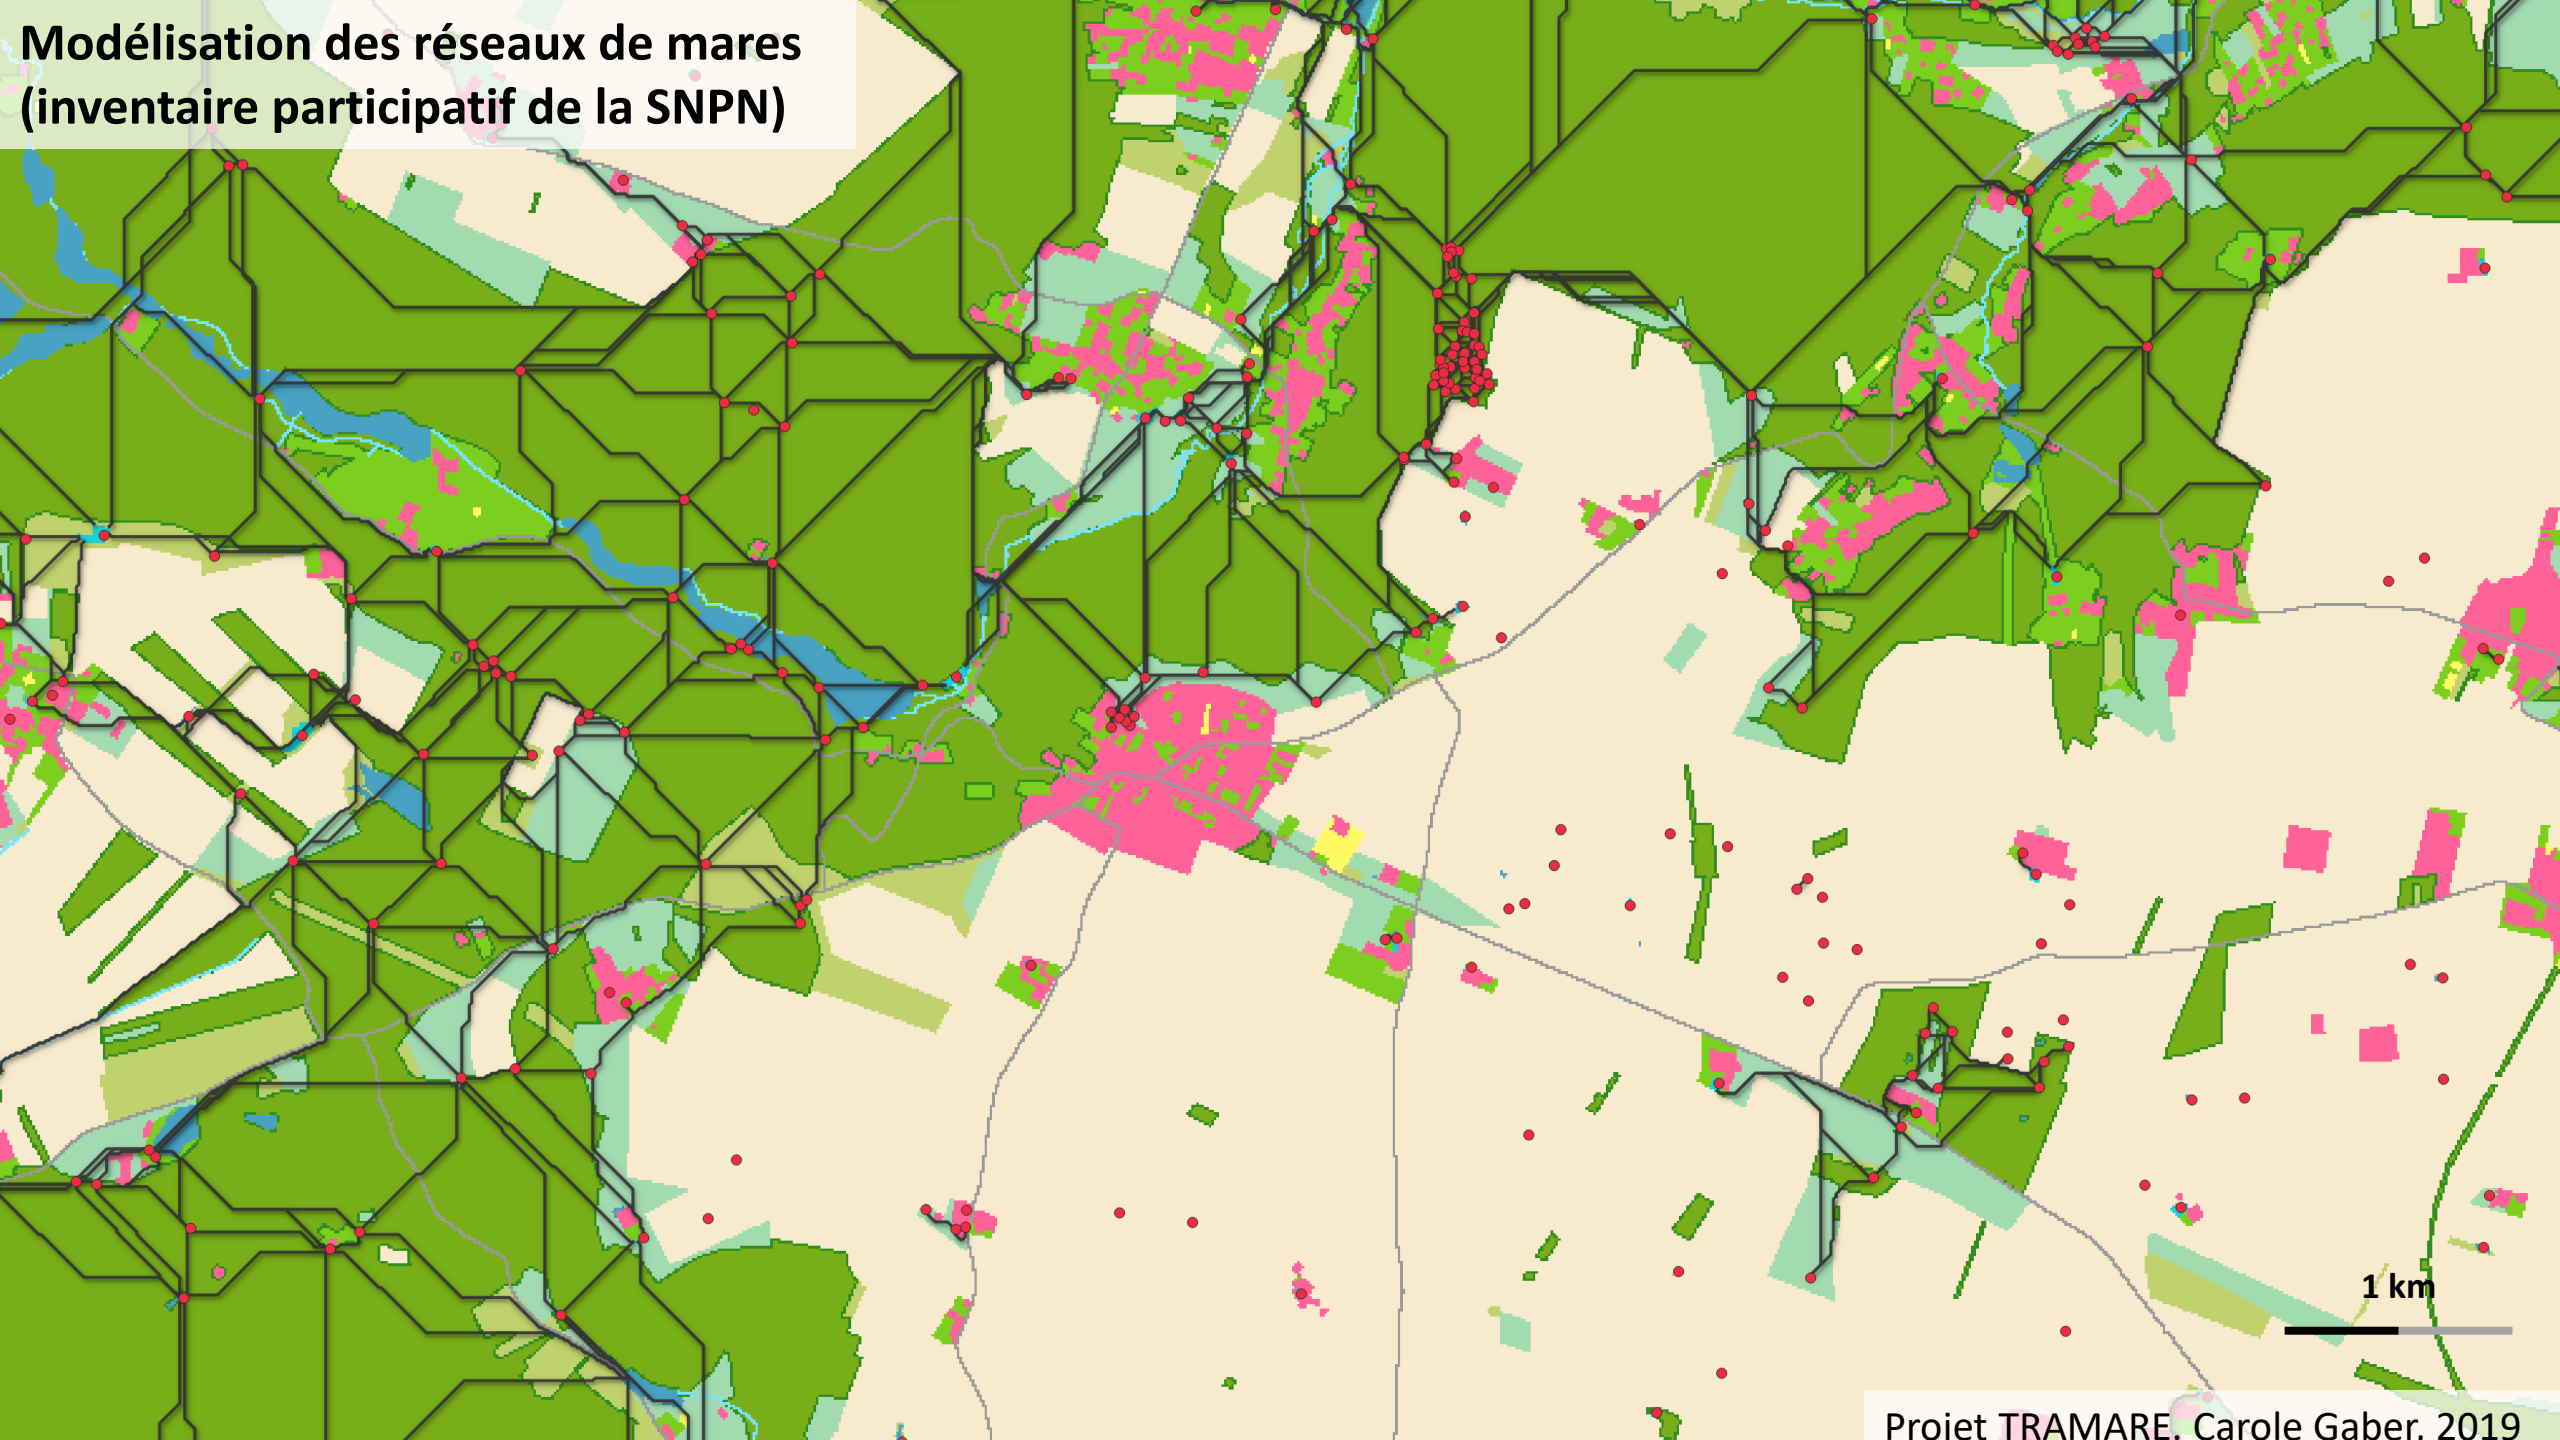 Modélisation des réseaux de mares
(inventaire participatif de la SNPN)
1 km
Projet TRAMARE. Carole Gaber, 2019